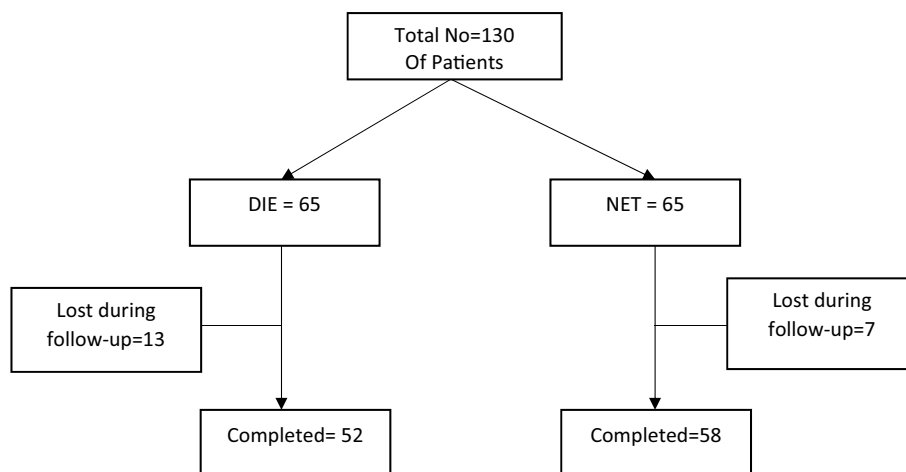 Total No=130
Of Patients
DIE = 65
NET = 65
Lost during
follow-up=13
Lost during
follow-up=7
Completed= 52
Completed=58